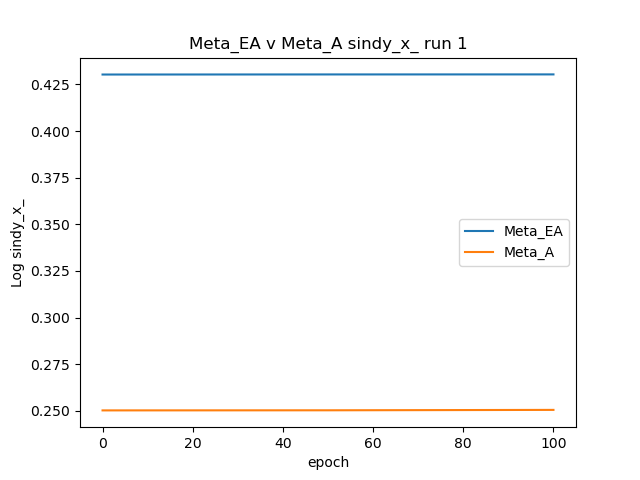 Meta_EA v Meta_A sindy_x_ run 1
Log sindy_x_
0.425
0.400
0.375
0.350
0.325
0.300
0.275
0.250
Meta_EA
Meta_A
0 20 40 60 80 100
epoch